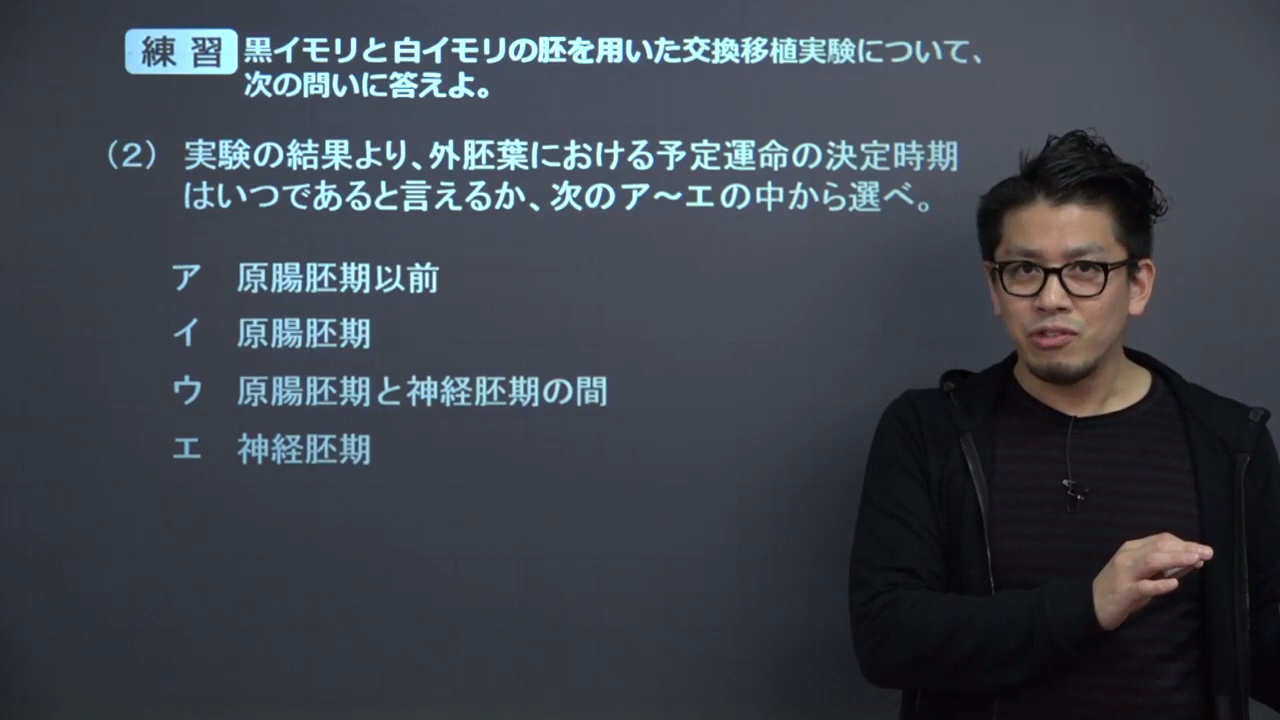 練習 黒イモリと白イモリの胚を用いた交換移植実験について、
次の問いに答えよ。
（2） 実験の結果より、外胚葉における予定運命の決定時期
はいつであると言えるか、次のア～エの中から選べ。
ア 原腸胚期以前
イ 原腸胚期
ウ 原腸胚期と神経胚期の間
エ 神経胚期